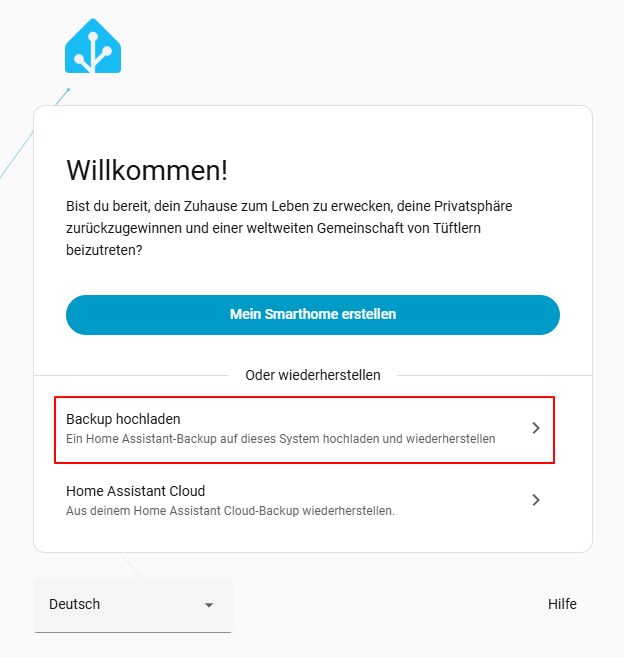 Willkommen!
Bist du bereit, dein Zuhause zum Leben zu erwecken, deine Privatsphäre
zurückzugewinnen und einer weltweiten Gemeinschaft von Tüftlern
beizutreten?
Mein Smarthome erstellen
Oder wiederherstellen
Backup hochladen
Ein Home Assistant-Backup auf dieses System hochladen und wiederherstellen
Home Assistant Cloud
Aus deinem Home Assistant Cloud-Backup wiederherstellen.
Deutsch
Hilfe